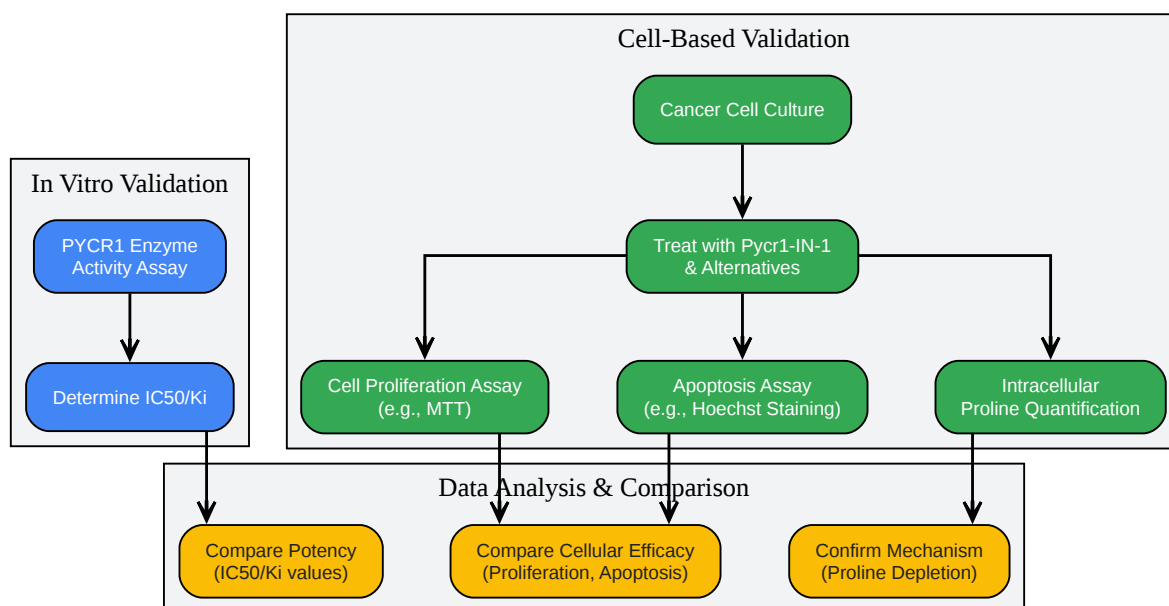 Cell-Based Validation
Cancer Cell Culture
In Vitro Validation
PYCR1 Enzyme
Activity Assay
Treat with Pycr1-IN-1
& Alternatives
Determine IC50/Ki
Cell Proliferation Assay
(e.g., MTT)
Apoptosis Assay
(e.g., Hoechst Staining)
Intracellular
Proline Quantification
Data Analysis & Comparison
Compare Potency
(IC50/Ki values)
Compare Cellular Efficacy
(Proliferation, Apoptosis)
Confirm Mechanism
(Proline Depletion)